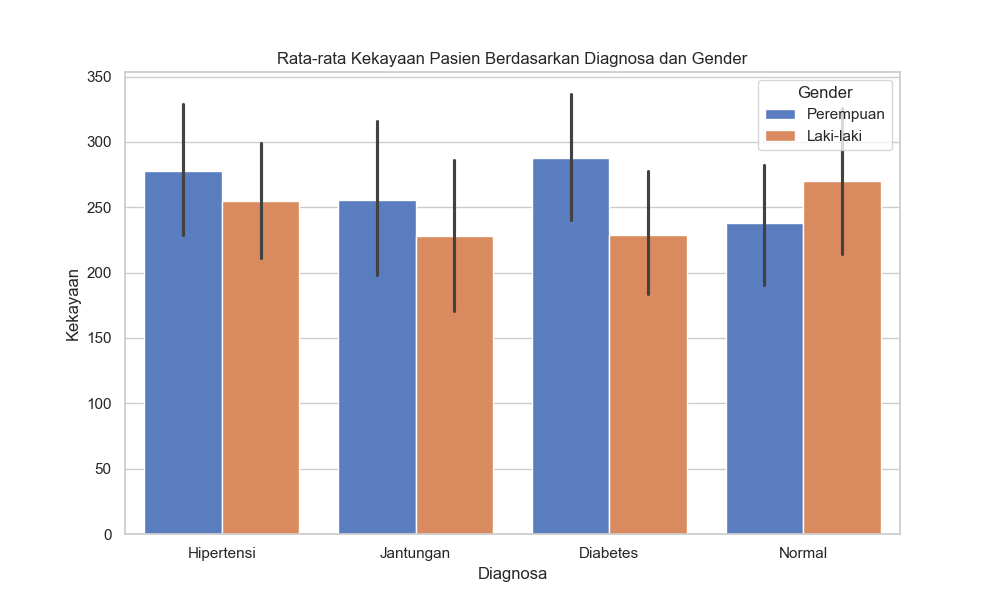 Rata-rata Kekayaan Pasien Berdasarkan Diagnosa dan Gender
350
300
250
200
150
100
50
0
Kekayaan
Gender
Perempuan
Laki-laki
Hipertensi
Jantungan
Diabetes
Normal
Diagnosa